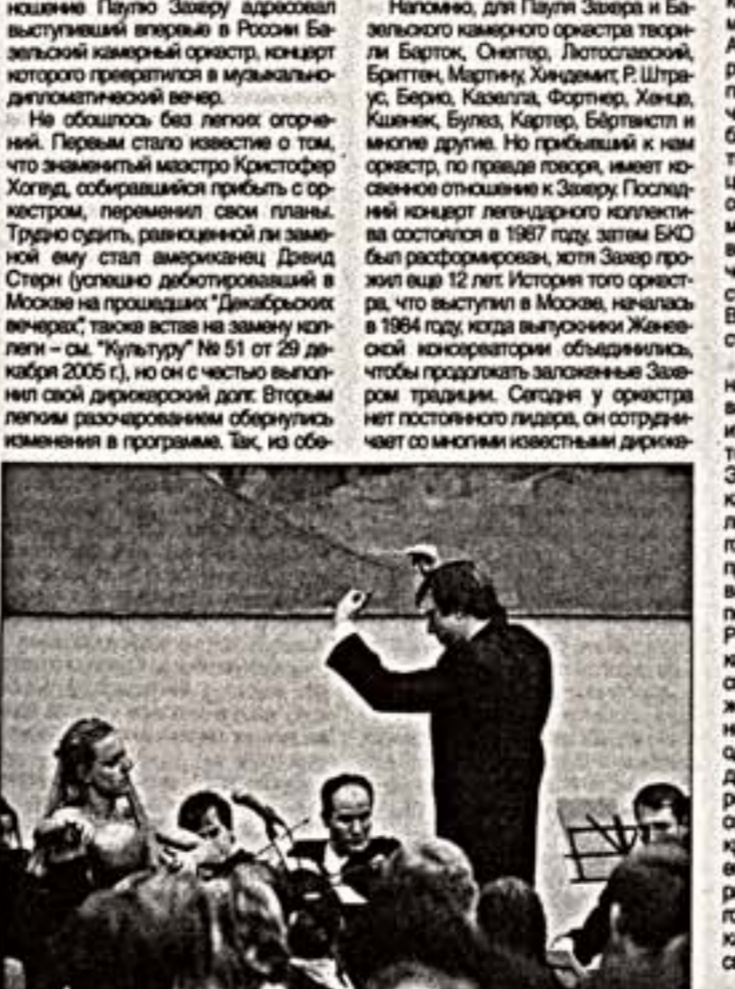 ношение Паулю Захеру адресовал
выступивший впервые в России Ба-
зельский камерный оркестр, концерт
которого превратился в музыкально-
дипломатический вечер.
Не обошлось без легких огорче-
ний. Первым стало известие о том,
что знаменитый маэстро Кристофер
Хогвуд, собиравшийся прибыть с ор-
кестром, переменил свои планы.
Трудно судить, равноценной ли заме-
ной ему стал американец Дэвид
Стерн (успешно дебютировавший в
Москве на прошедших "Декабрьских
вечерах", также встав на замену кол-
леги – см. "Культуру" № 51 от 29 де-
кабря 2005 г.), но он с честью выпол-
нил свой дирижерский долг. Вторым
легким разочарованием обернулись
изменения в программе. Так, из обе-
Напомню, для Пауля Захера и Ба-
зельского камерного оркестра твори-
ли Барток, Онеггер, Лютославский,
Бриттен, Мартину, Хиндемит, Р. Штра-
ус, Берио, Казелла, Фортнер, Хенце,
Кшенек, Булез, Картер, Бёртвистл и
многие другие. Но прибывший к нам
оркестр, по правде говоря, имеет ко-
свенное отношение к Захеру. Послед-
ний концерт легендарного коллекти-
ва состоялся в 1987 году, затем БКО
был расформирован, хотя Захер про-
жил еще 12 лет. История того оркест-
ра, что выступил в Москве, началась
в 1984 году, когда выпускники Женев-
ской консерватории объединились,
чтобы продолжать заложенные Захе-
ром традиции. Сегодня у оркестра
нет постоянного лидера, он сотрудни-
чает со многими известными дириже-